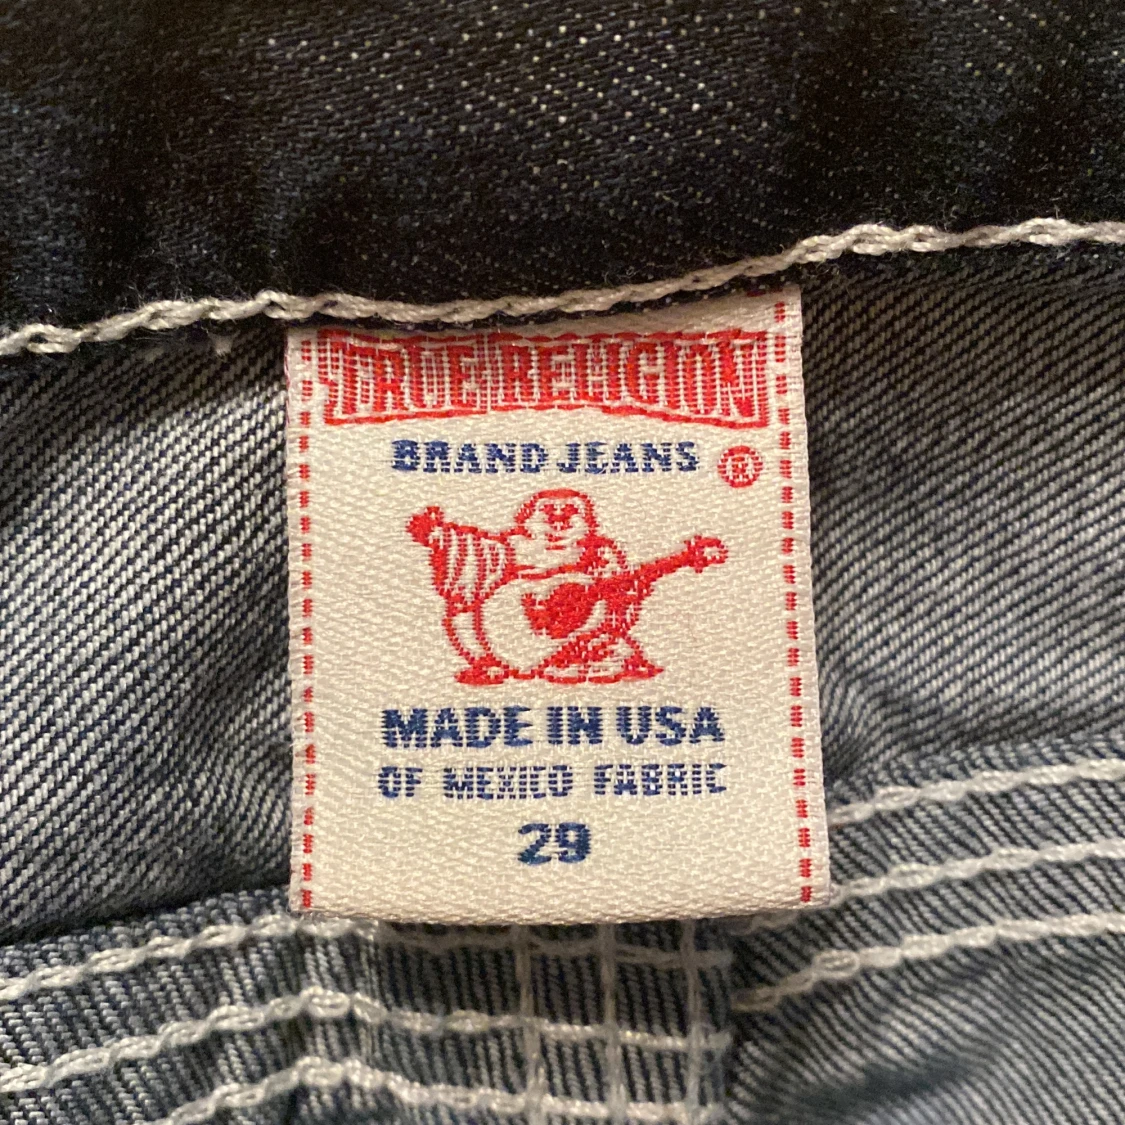 TRUE RELIGION
BRAND JEANS ®
MADE IN USA
OF MEXICO FABRIC
29